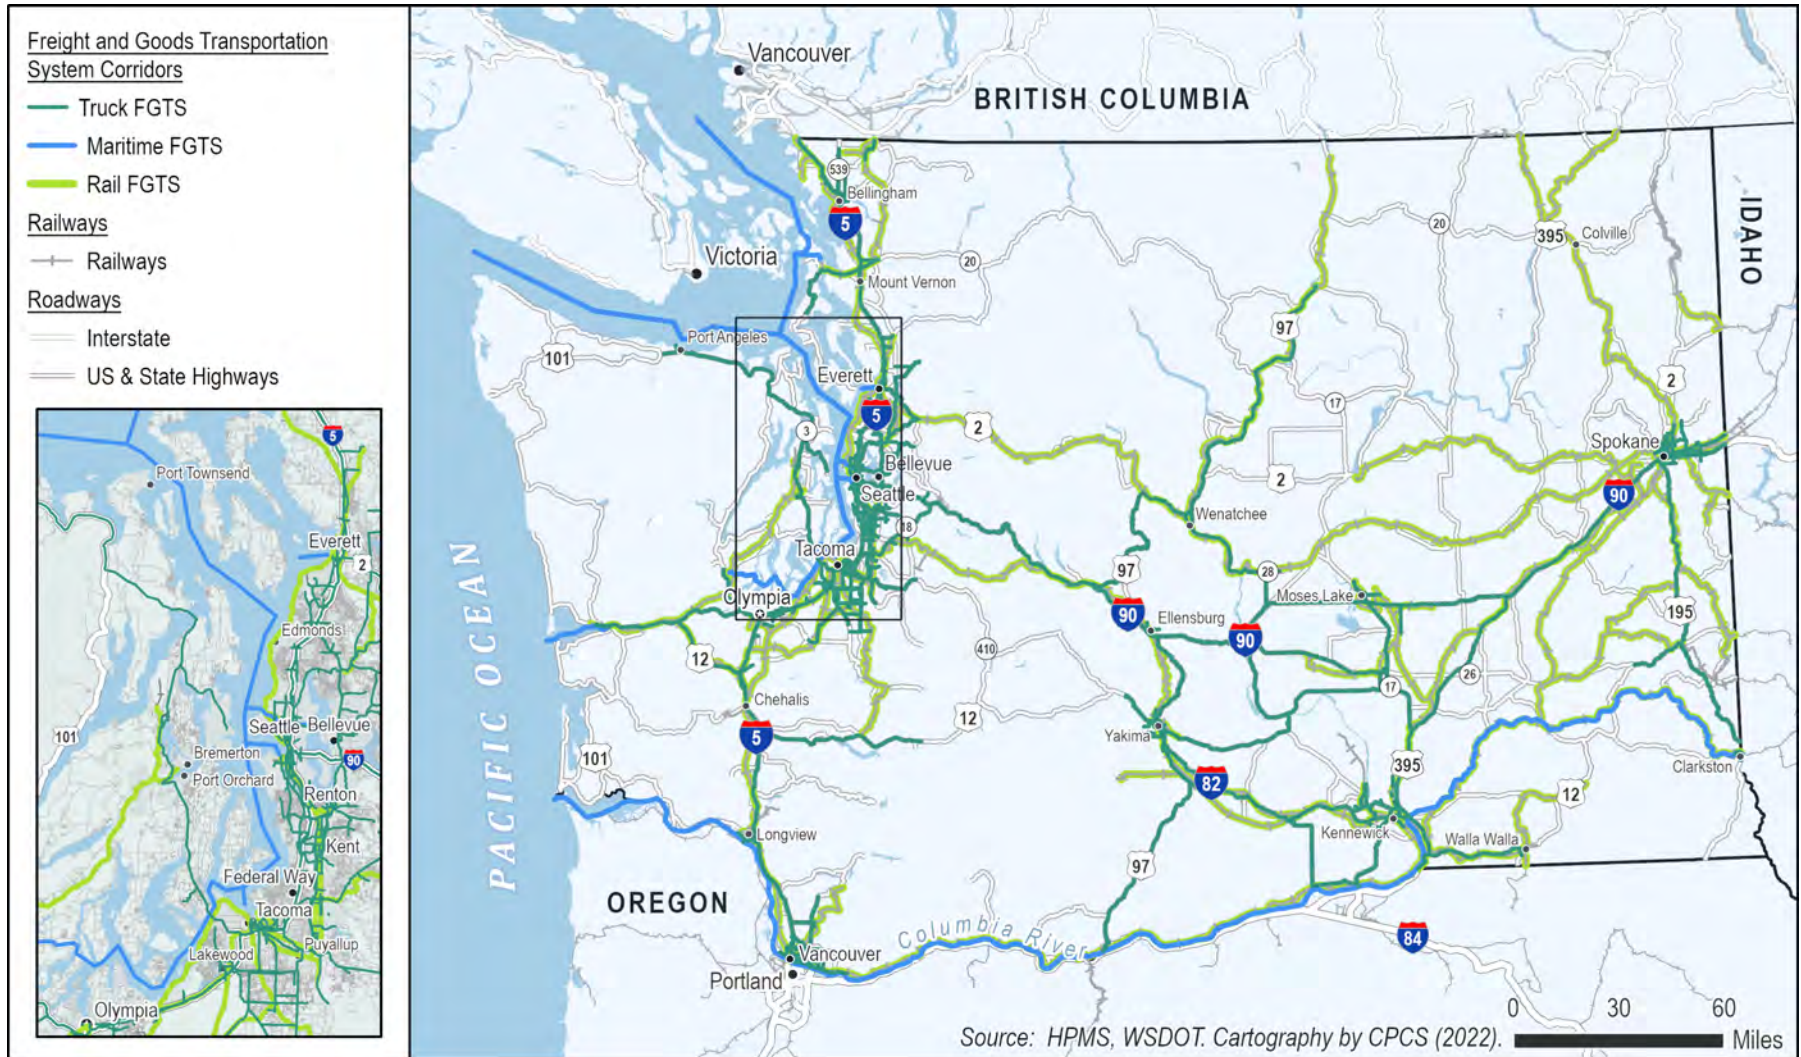 Freight and Goods Transportation
System Corridors
Truck FGTS
Maritime FGTS
Rail FGTS
Railways
Railways
Roadways
Interstate
US & State Highways
5
Port Townsend
Everett
2
Edmonds
Seattle
Bellevue
101
90
Bremerton
Port Orchard
Renton
Kent
Federal Way
Tacoma
Lakewood
Puyallup
Olympia
Vancouver
BRITISH COLUMBIA
539
Bellingham
5
IDAHO
20
395
Colville
Victoria
20
Mount Vernon
97
Port Angeles
101
Everett
2
5
17
3
2
Spokane
Bellevue
2
Seattle
90
Wenatchee
18
PACIFIC OCEAN
Tacoma
97
28
Moses Lake
Olympia
90
Ellensburg
90
195
410
12
26
17
Chehalis
12
5
Yakima
101
395
Clarkston
82
12
Longview
Kennewick
Walla Walla
97
OREGON
Columbia River
84
Vancouver
Portland
0 30 60
Source: HPMS, WSDOT. Cartography by CPCS (2022).
Miles